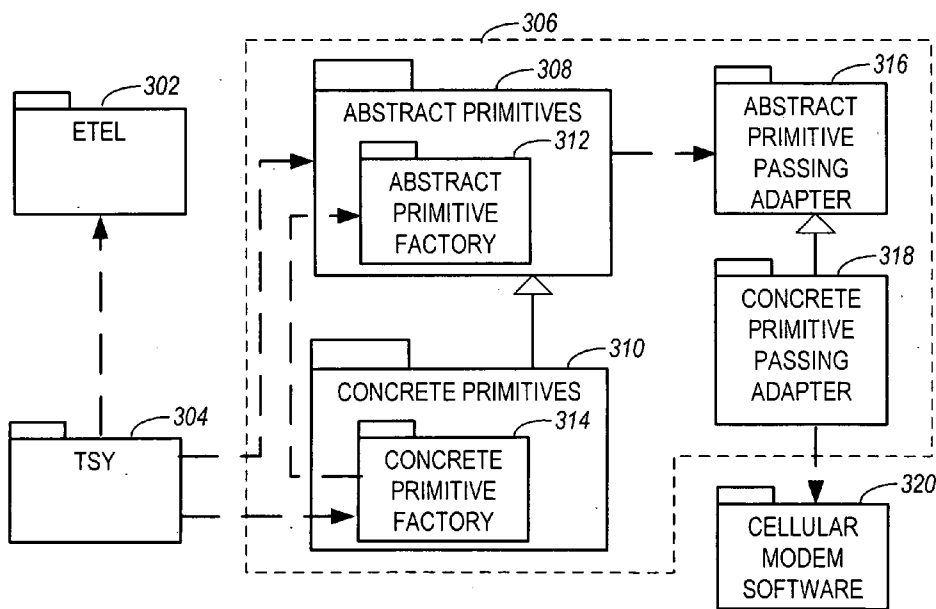 306
302
ETEL
308
ABSTRACT PRIMITIVES
312
ABSTRACT
PRIMITIVE
FACTORY
316
ABSTRACT
PRIMITIVE
PASSING
ADAPTER
318
CONCRETE
PRIMITIVE
PASSING
ADAPTER
304
TSY
310
CONCRETE PRIMITIVES
314
CONCRETE
PRIMITIVE
FACTORY
320
CELLULAR
MODEM
SOFTWARE